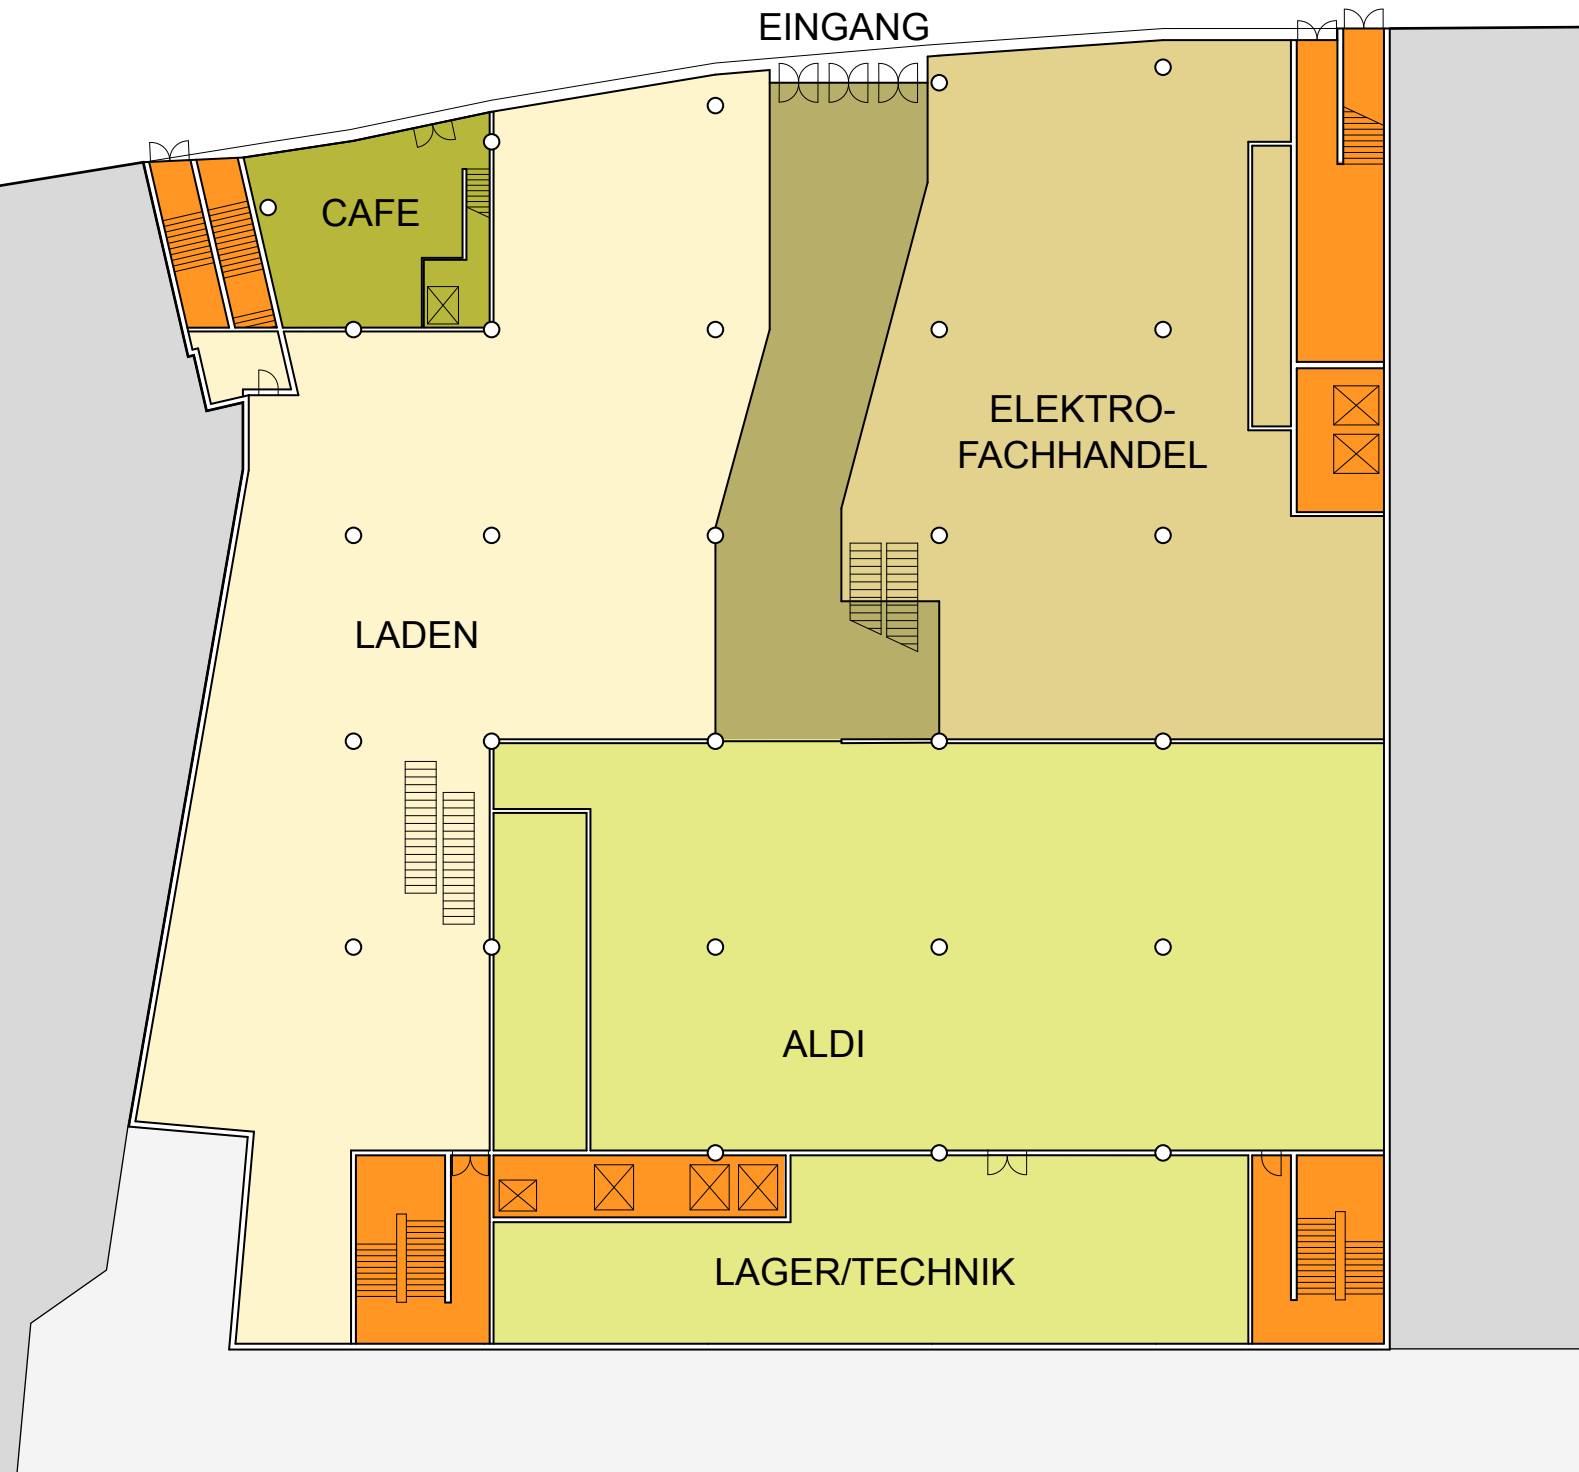 EINGANG
CAFE
ELEKTRO-
FACHHANDEL
LADEN
ALDI
LAGER/TECHNIK